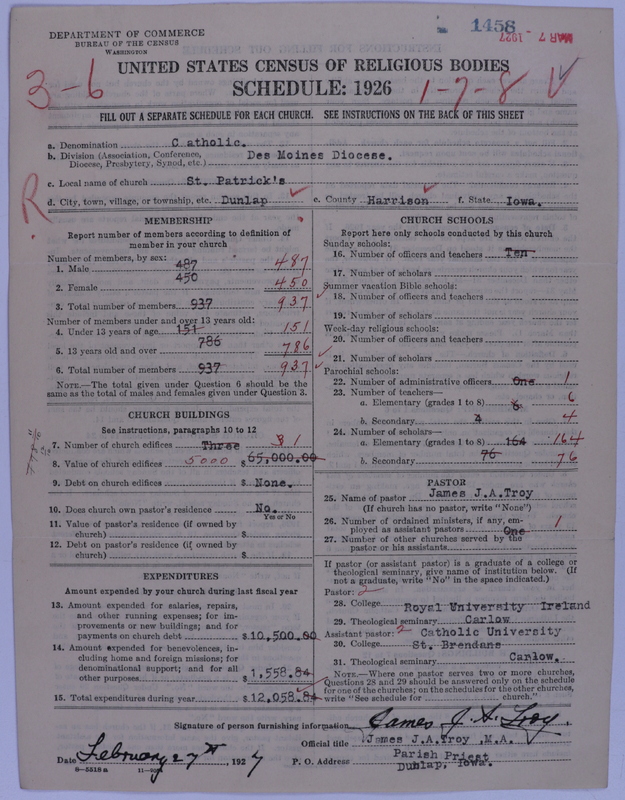 1458
MAR 7 - 1927
DEPARTMENT OF COMMERCE
BUREAU OF THE CENSUS
WASHINGTON
UNITED STATES CENSUS OF RELIGIOUS BODIES
3-6
SCHEDULE: 1926
1-7-8 V
FILL OUT A SEPARATE SCHEDULE FOR EACH CHURCH. SEE INSTRUCTIONS ON THE BACK OF THIS SHEET
a. Denomination Catholic.
b. Division (Association, Conference, Diocese, Presbytery, Synod, etc.) Des Moines Diocese.
c. Local name of church St. Patrick's
R
d. City, town, village, or township, etc. Dunlap e. County Harrison f. State Iowa.
MEMBERSHIP
Report number of members according to definition of
member in your church
Number of members, by sex:
1. Male 487 487
2. Female 450 450
3. Total number of members 937 937
Number of members under and over 13 years old:
4. Under 13 years of age 151 151
5. 13 years old and over 786 786
6. Total number of members 937 937
NOTE.—The total given under Question 6 should be the
same as the total of males and females given under Question 3.
CHURCH BUILDINGS
See instructions, paragraphs 10 to 12
7. Number of church edifices Three 3 1
8. Value of church edifices 5000 $65,000.00
9. Debt on church edifices $ None.
10. Does church own pastor's residence No.
Yes or No
11. Value of pastor's residence (if owned by
church) $
12. Debt on pastor's residence (if owned by
church) $
EXPENDITURES
Amount expended by your church during last fiscal year
13. Amount expended for salaries, repairs,
and other running expenses; for im-
provements or new buildings; and for
payments on church debt $10,500.00
14. Amount expended for benevolences, in-
cluding home and foreign missions; for
denominational support; and for all
other purposes $ 1,558.84
15. Total expenditures during year $12,058.84
CHURCH SCHOOLS
Report here only schools conducted by this church
Sunday schools:
16. Number of officers and teachers Ten
17. Number of scholars
Summer vacation Bible schools:
18. Number of officers and teachers
19. Number of scholars
Week-day religious schools:
20. Number of officers and teachers
21. Number of scholars
Parochial schools:
22. Number of administrative officers One 1
23. Number of teachers—
a. Elementary (grades 1 to 8) 6 6
b. Secondary 4 4
24. Number of scholars—
a. Elementary (grades 1 to 8) 164 164
b. Secondary 76 76
PASTOR
25. Name of pastor James J.A.Troy
(If church has no pastor, write "None")
26. Number of ordained ministers, if any, em-
ployed as assistant pastors One 1
27. Number of other churches served by the
pastor or his assistants
If pastor (or assistant pastor) is a graduate of a college or
theological seminary, give name of institution below. (If
not a graduate, write "No" in the space indicated.)
Pastor: 2
28. College Royal University Ireland
29. Theological seminary Carlow
Assistant pastor: 2 Catholic University
30. College St. Brendans
31. Theological seminary Carlow.
NOTE.—Where one pastor serves two or more churches,
Questions 28 and 29 should be answered only on the schedule
for one of the churches; on the schedules for the other churches,
write "See schedule for church."
Signature of person furnishing information James J. A. Troy
Official title James J.A.Troy ,M.A.
Parish Priest
Date February 27th, 1927 P. O. Address Dunlap, Iowa.
8—5518 a